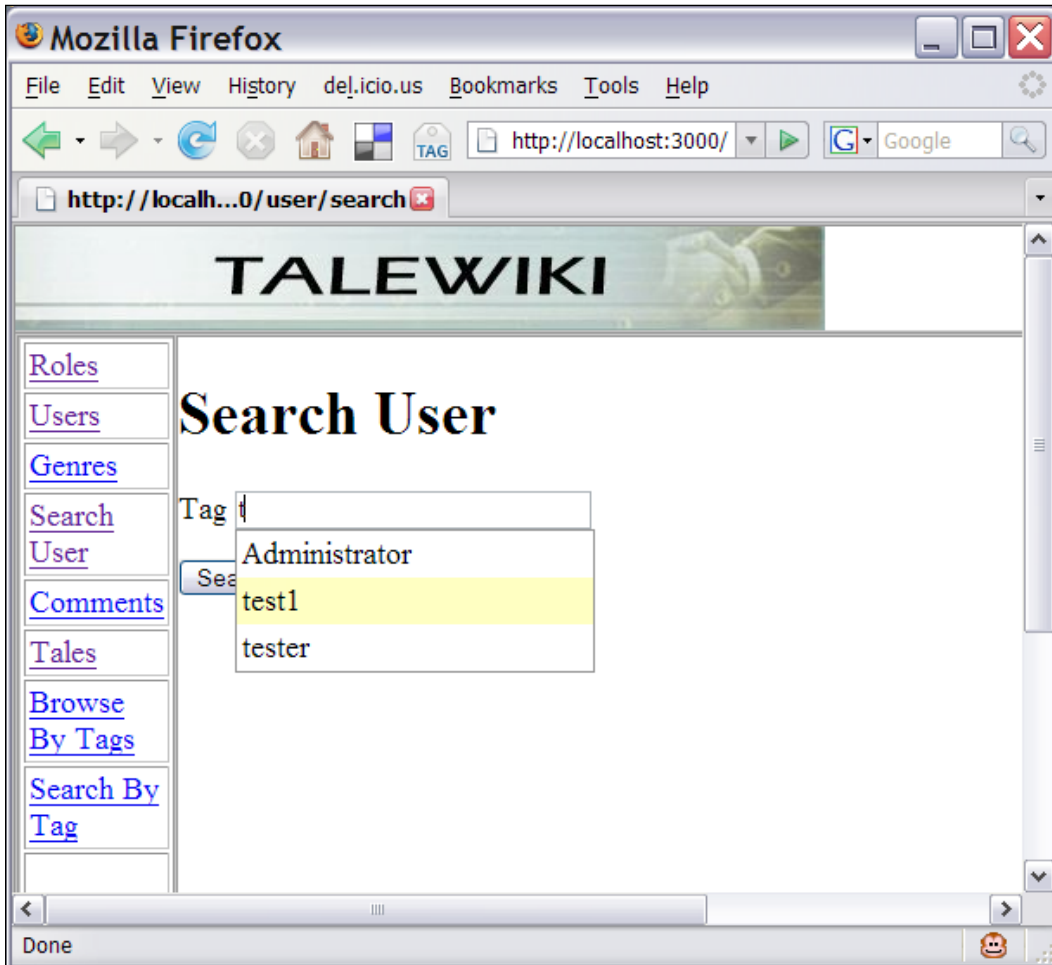 Mozilla Firefox
File Edit View History del.icio.us Bookmarks Tools Help
TAG http://localhost:3000/ G Google
http://localh...0/user/search
TALEWIKI
Roles
Users
Genres
Search
User
Comments
Tales
Browse
By Tags
Search By
Tag
Search User
Tag t
Administrator
Sea
test1
tester
Done